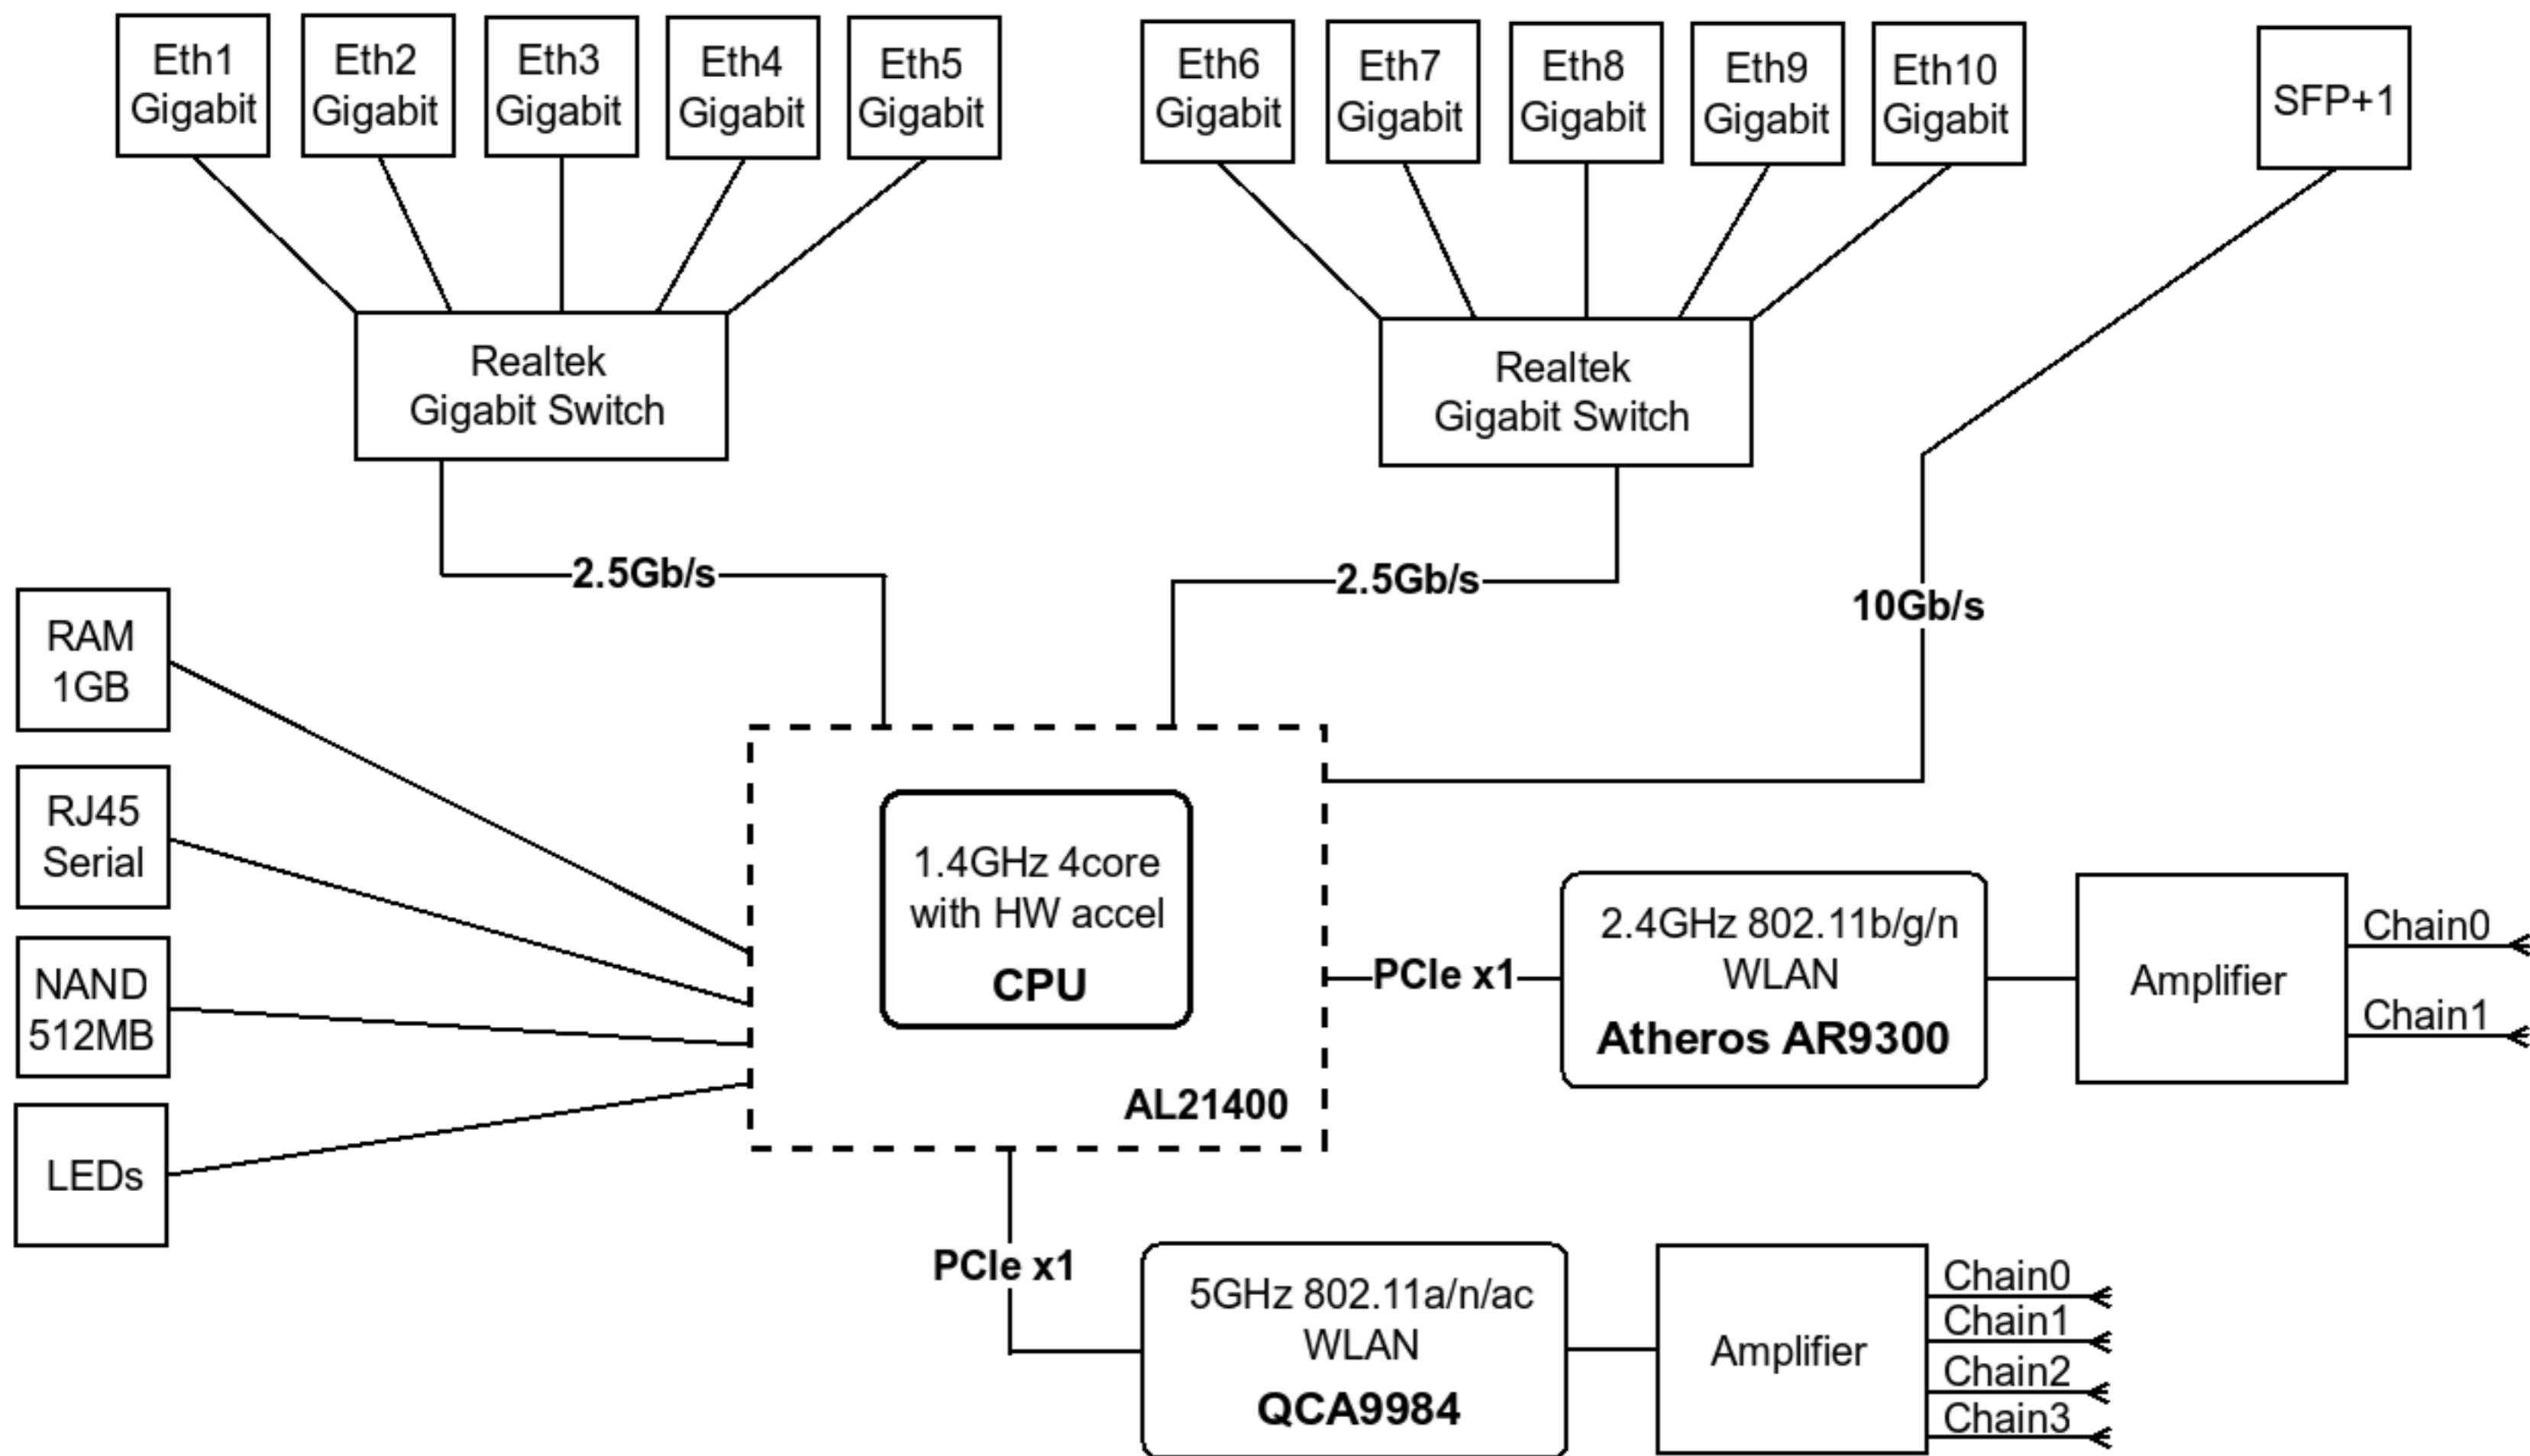 Eth1
Gigabit
Eth2
Gigabit
Eth3
Gigabit
Eth4
Gigabit
Eth5
Gigabit
Eth6
Gigabit
Eth7
Gigabit
Eth8
Gigabit
Eth9
Gigabit
Eth10
Gigabit
SFP+1
Realtek
Gigabit Switch
Realtek
Gigabit Switch
2.5Gb/s
2.5Gb/s
10Gb/s
RAM
1GB
RJ45
Serial
NAND
512MB
LEDs
1.4GHz 4core
with HW accel
CPU
AL21400
PCIe x1
2.4GHz 802.11b/g/n
WLAN
Atheros AR9300
Amplifier
Chain0
Chain1
PCIe x1
5GHz 802.11a/n/ac
WLAN
QCA9984
Amplifier
Chain0
Chain1
Chain2
Chain3